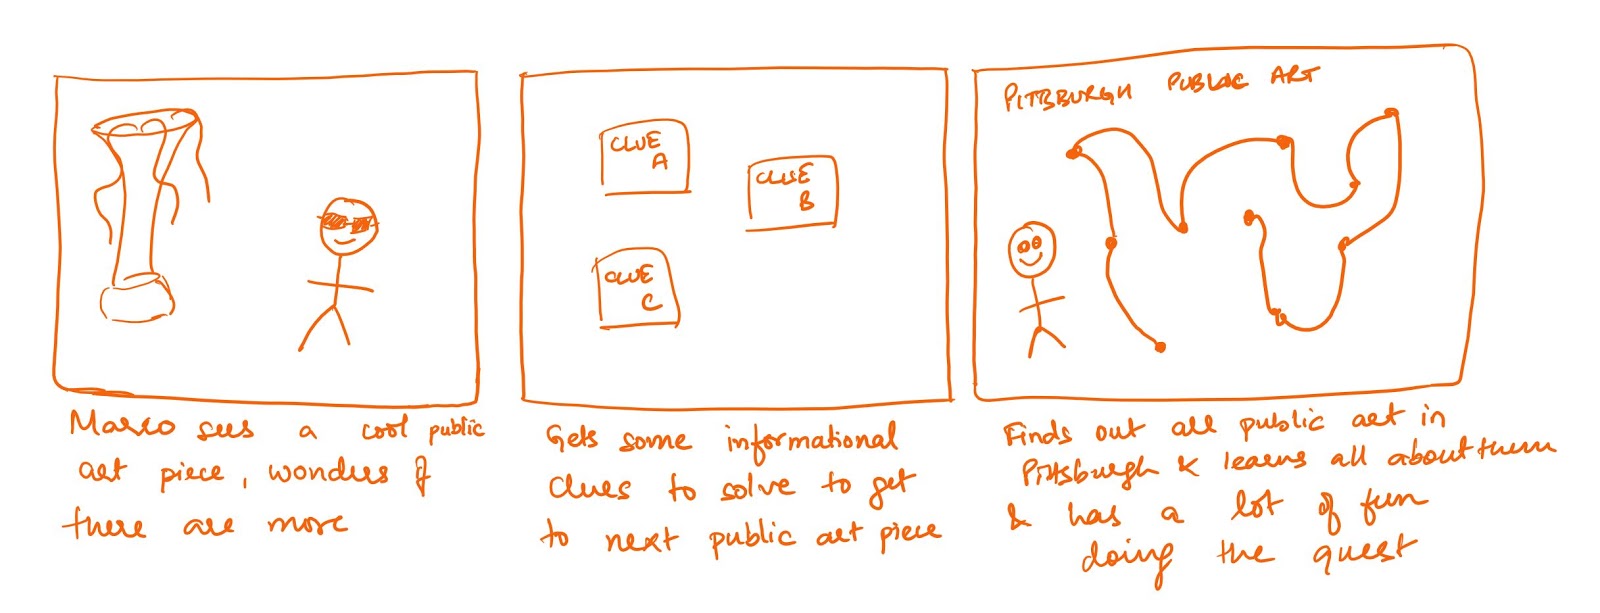 CLUE
A
CLUE
B
CLUE
C
PITTSBURGH PUBLIC ART
Marco sees a cool public
art piece, wonders if
there are more
Gets some informational
clues to solve to get
to next public art piece
Finds out all public art in
Pittsburgh & learns all about them
& has a lot of fun
doing the quest